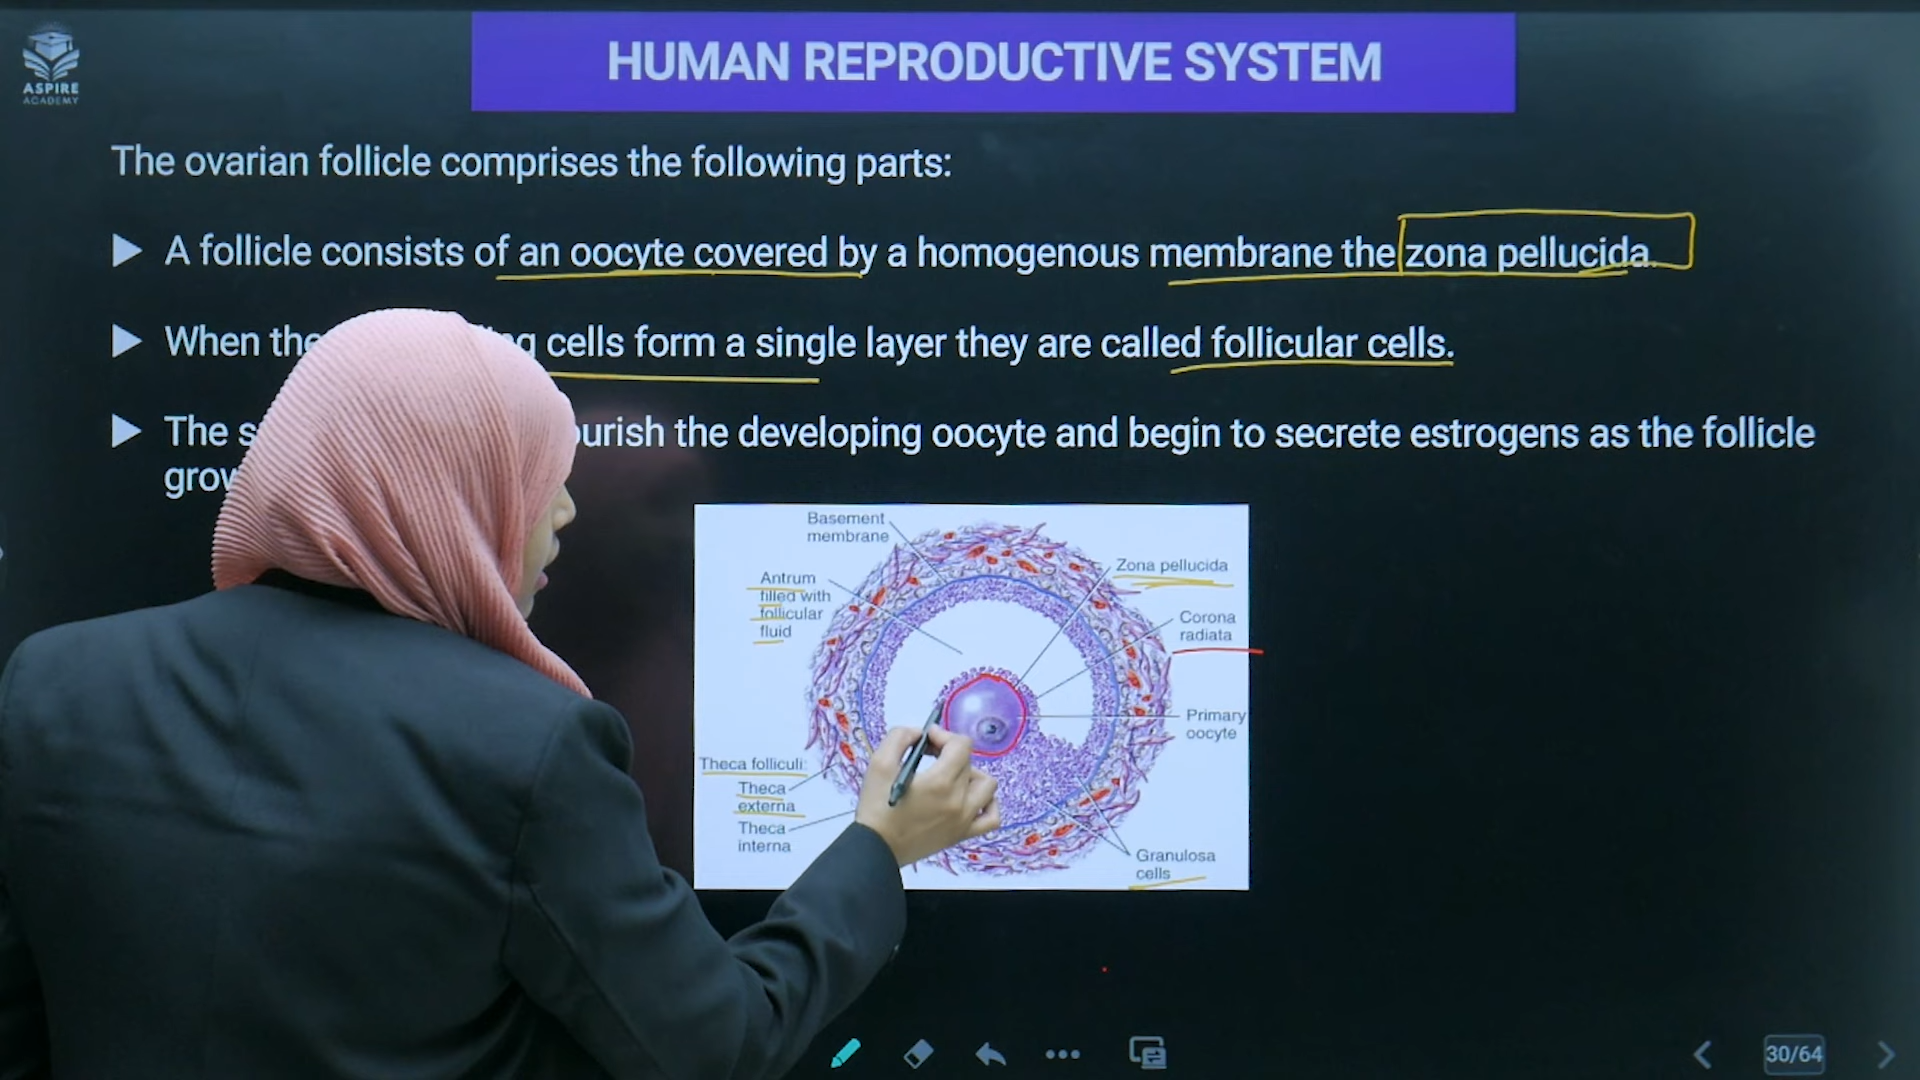 ASPIRE
ACADEMY
HUMAN REPRODUCTIVE SYSTEM
The ovarian follicle comprises the following parts:
A follicle consists of an oocyte covered by a homogenous membrane the zona pellucida.
When the cells form a single layer they are called follicular cells.
The the developing oocyte and begin to secrete estrogens as the follicle
Basement
membrane
Zona pellucida
Antrum
filled with
follicular
fluid
Corona
radiata
Primary
oocyte
Theca folliculi:
Theca
externa
Theca
interna
Granulosa
cells
30/64